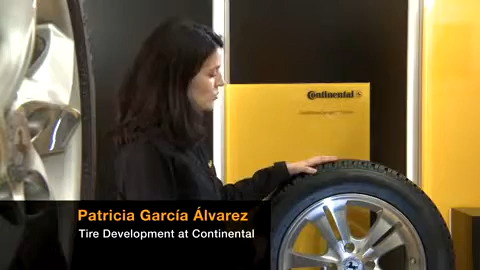 Continental
Patricia García Álvarez
Tire Development at Continental